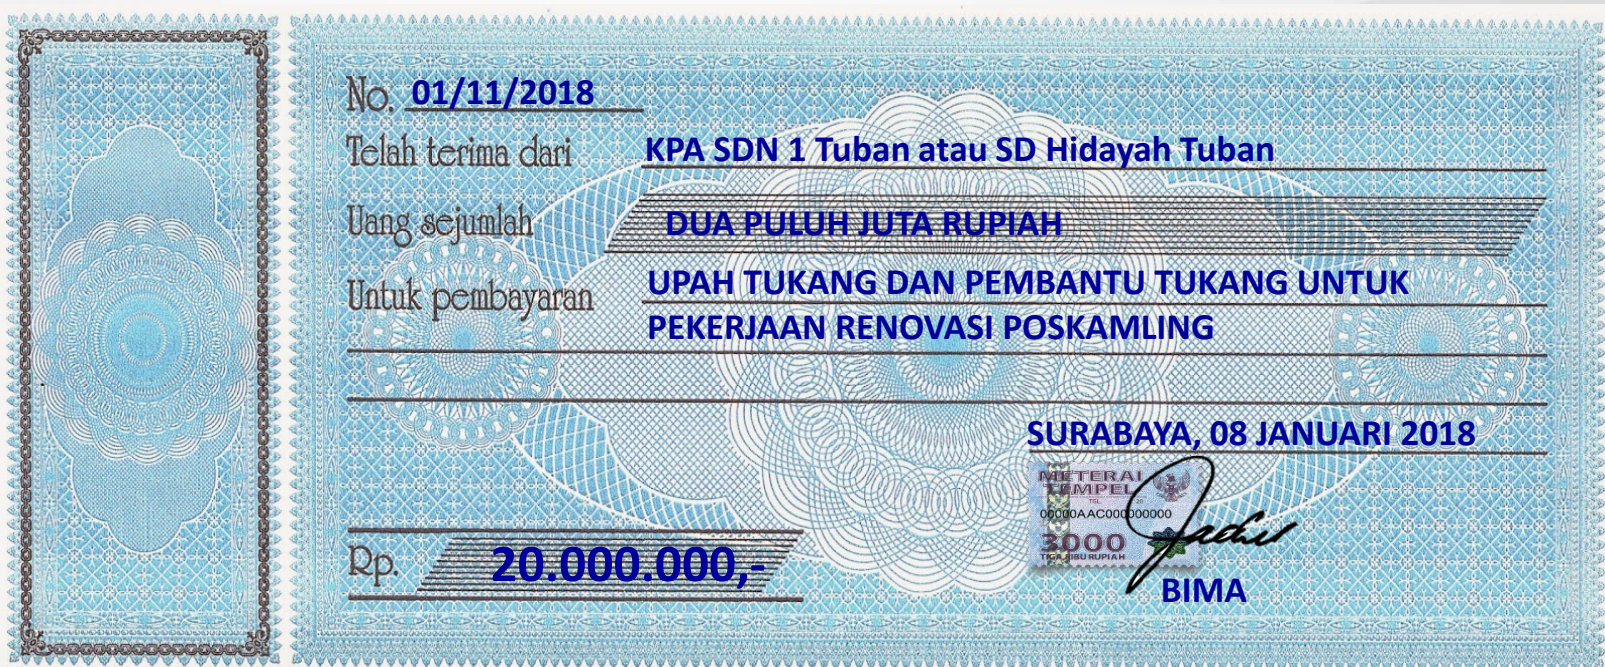 No. 01/11/2018
Telah terima dari KPA SDN 1 Tuban atau SD Hidayah Tuban
Uang sejumlah DUA PULUH JUTA RUPIAH
Untuk pembayaran UPAH TUKANG DAN PEMBANTU TUKANG UNTUK
PEKERJAAN RENOVASI POSKAMLING
SURABAYA, 08 JANUARI 2018
METERAI
TEMPEL
TGL. 20
00000AAC000000000
3000
TIGA RIBU RUPIAH
Rp. 20.000.000,-
BIMA